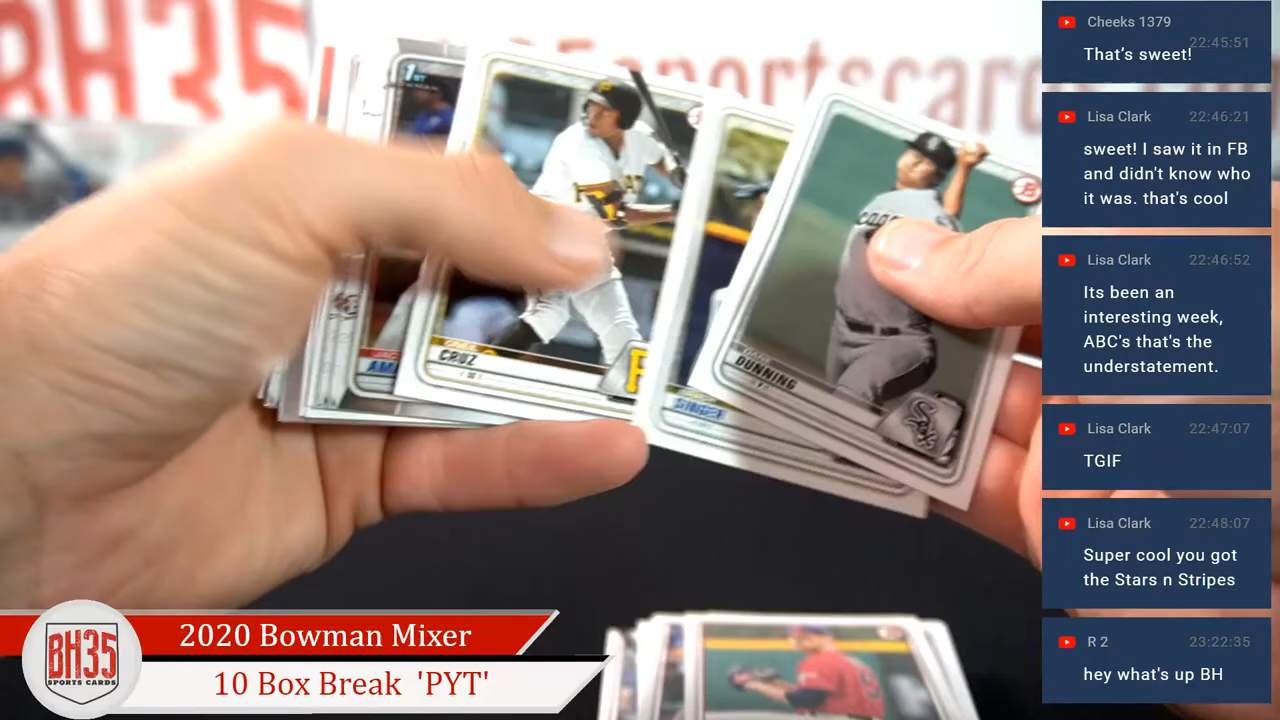 BH35
35sportscards
1ST
CRUZ
SINGER
DUNNING
Sox
P
BH35
SPORTS CARDS
2020 Bowman Mixer
10 Box Break 'PYT'
Cheeks 1379
22:45:51
That's sweet!
Lisa Clark 22:46:21
sweet! I saw it in FB
and didn't know who
it was. that's cool
Lisa Clark 22:46:52
Its been an
interesting week,
ABC's that's the
understatement.
Lisa Clark 22:47:07
TGIF
Lisa Clark 22:48:07
Super cool you got
the Stars n Stripes
R 2 23:22:35
hey what's up BH